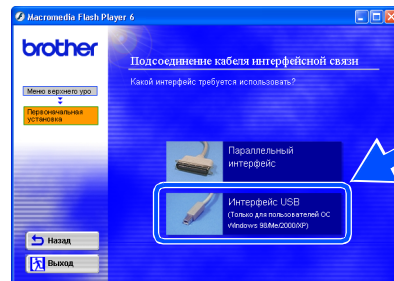 Macromedia Flash Player 6
brother
Подсоединение кабеля интерфейсной связи
Какой интерфейс требуется использовать?
Меню верхнего уро
Первоначальная
установка
Параллельный
интерфейс
Интерфейс USB
(Только для пользователей ОС
Windows 98/Me/2000/XP)
Назад
Выход